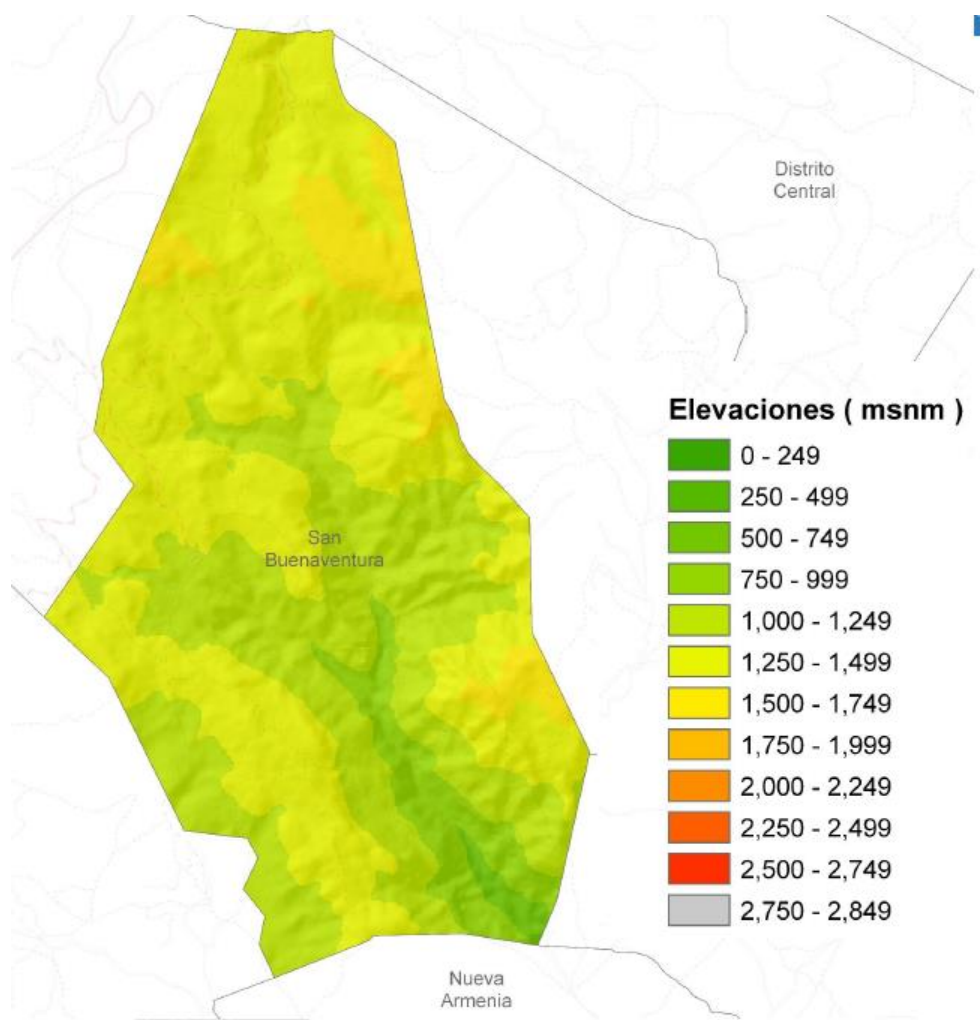 Distrito
Central
Elevaciones ( msnm )
0 - 249
250 - 499
500 - 749
750 - 999
1,000 - 1,249
1,250 - 1,499
1,500 - 1,749
1,750 - 1,999
2,000 - 2,249
2,250 - 2,499
2,500 - 2,749
2,750 - 2,849
San
Buenaventura
Nueva
Armenia